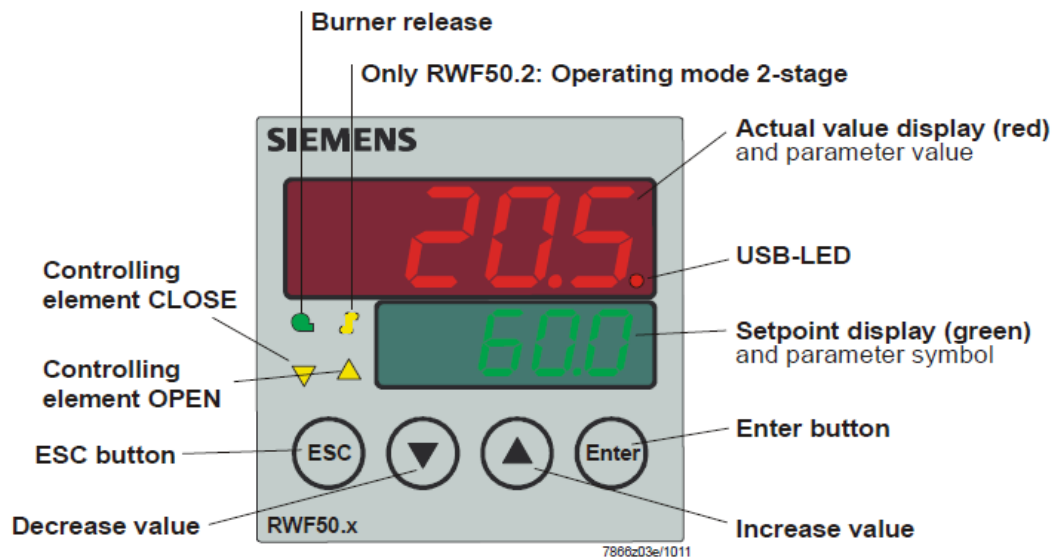 Burner release
Only RWF50.2: Operating mode 2-stage
SIEMENS
Actual value display (red)
and parameter value
20.5.
USB-LED
Controlling
element CLOSE
60.0
Setpoint display (green)
and parameter symbol
Controlling
element OPEN
ESC button
ESC
Enter
Enter button
Decrease value
RWF50.x
Increase value
7866z03e/1011